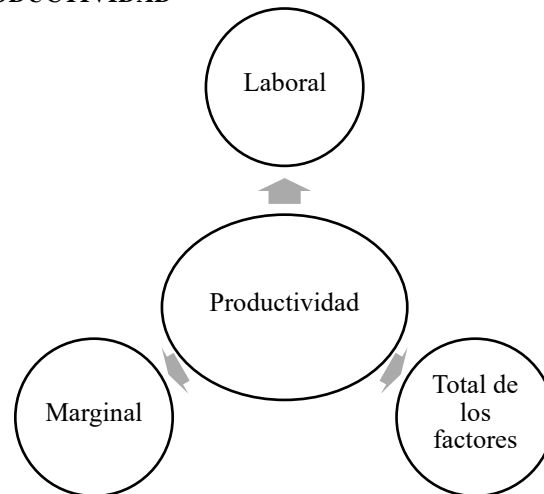 Laboral
Productividad
Marginal
Total de
los
factores